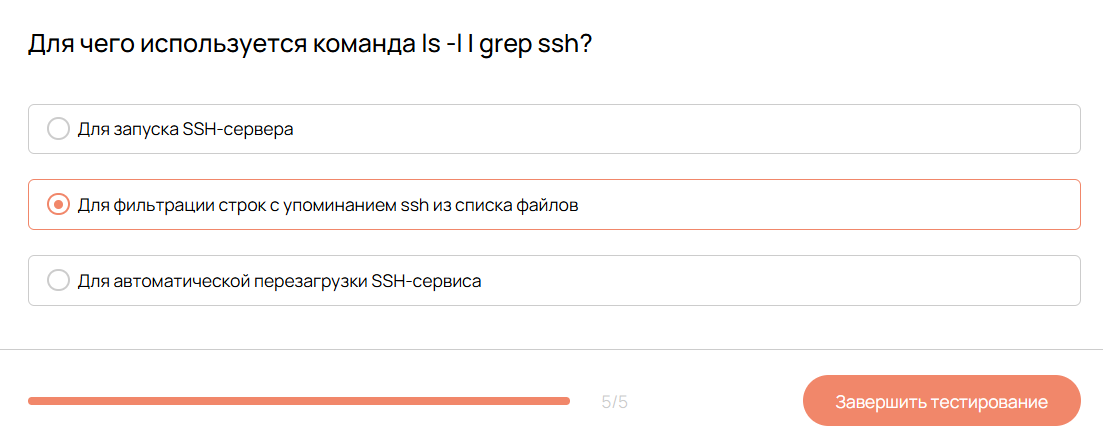 Для чего используется команда ls -l | grep ssh?
Для запуска SSH-сервера
Для фильтрации строк с упоминанием ssh из списка файлов
Для автоматической перезагрузки SSH-сервиса
5/5
Завершить тестирование